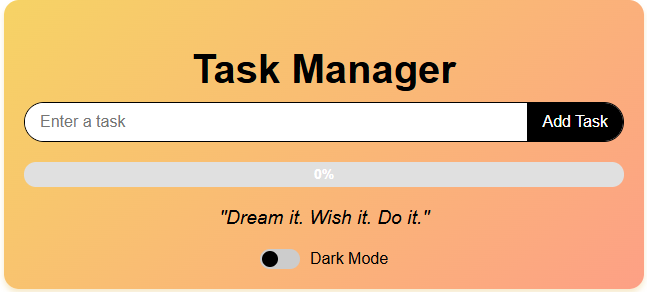 Task Manager
Enter a task
Add Task
0%
"Dream it. Wish it. Do it."
Dark Mode